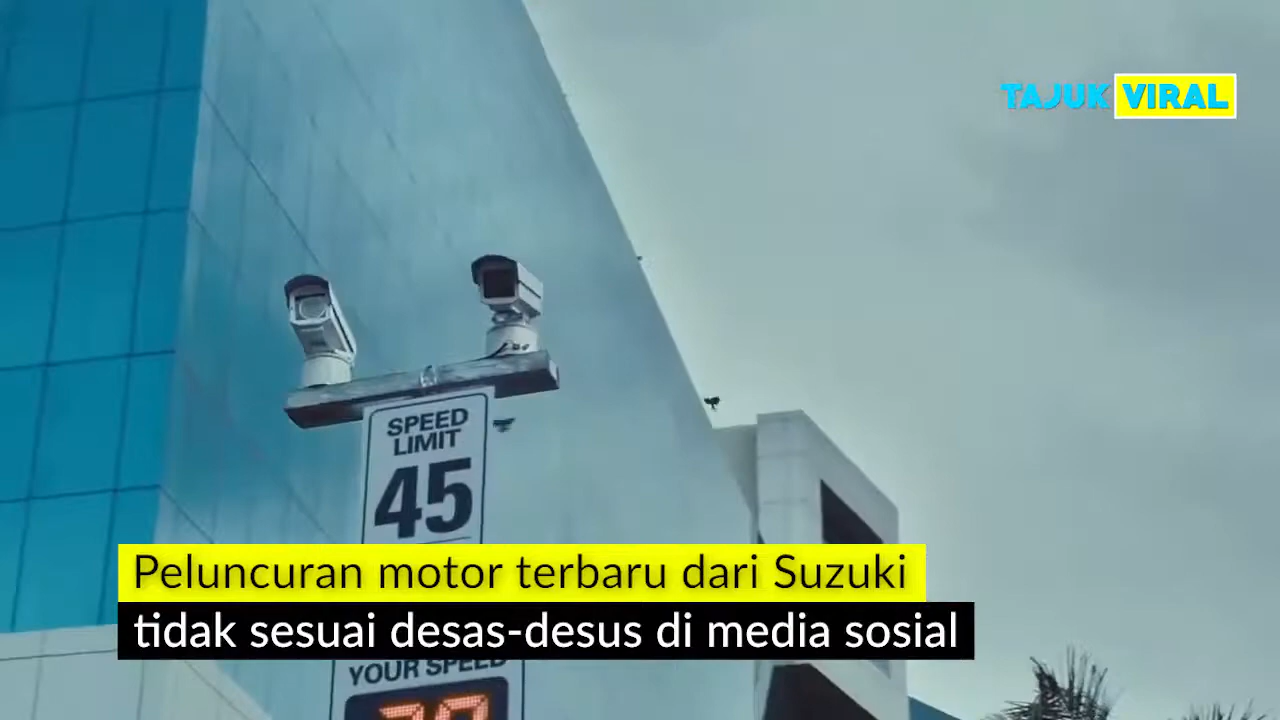 TAJUK VIRAL
SPEED
LIMIT
45
Peluncuran motor terbaru dari Suzuki
tidak sesuai desas-desus di media sosial
YOUR SPEED